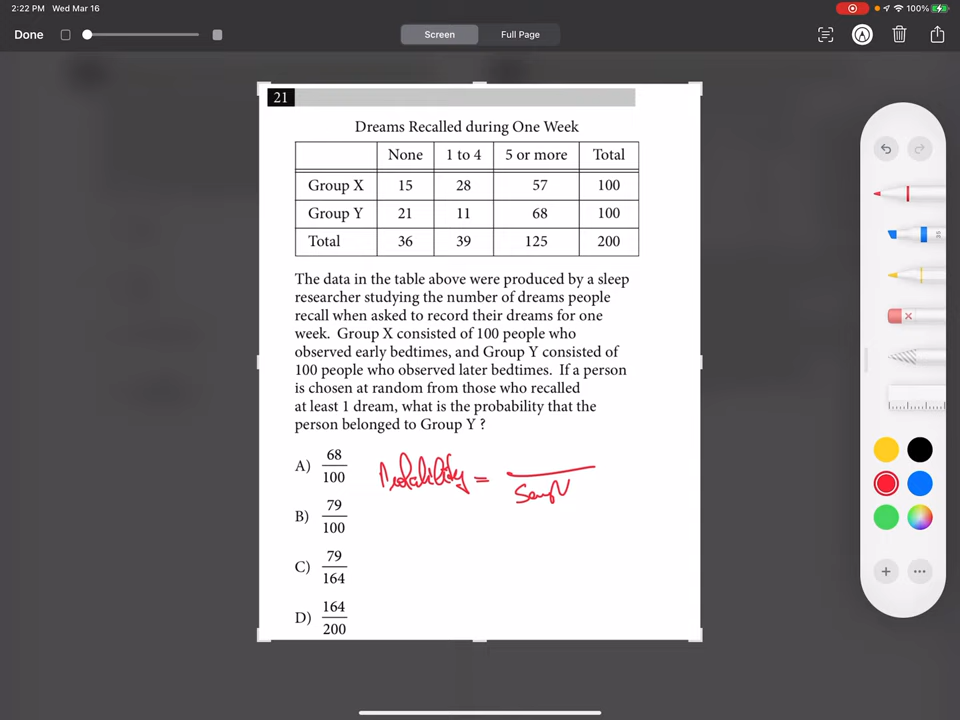 2:22 PM Wed Mar 16
100%
Done
Screen
Full Page
21
Dreams Recalled during One Week
None 1 to 4 5 or more Total
Group X 15 28 57 100
Group Y 21 11 68 100
Total 36 39 125 200
The data in the table above were produced by a sleep
researcher studying the number of dreams people
recall when asked to record their dreams for one
week. Group X consisted of 100 people who
observed early bedtimes, and Group Y consisted of
100 people who observed later bedtimes. If a person
is chosen at random from those who recalled
at least 1 dream, what is the probability that the
person belonged to Group Y ?
A) 68/100
Probability =
B) 79/100
C) 79/164
D) 164/200